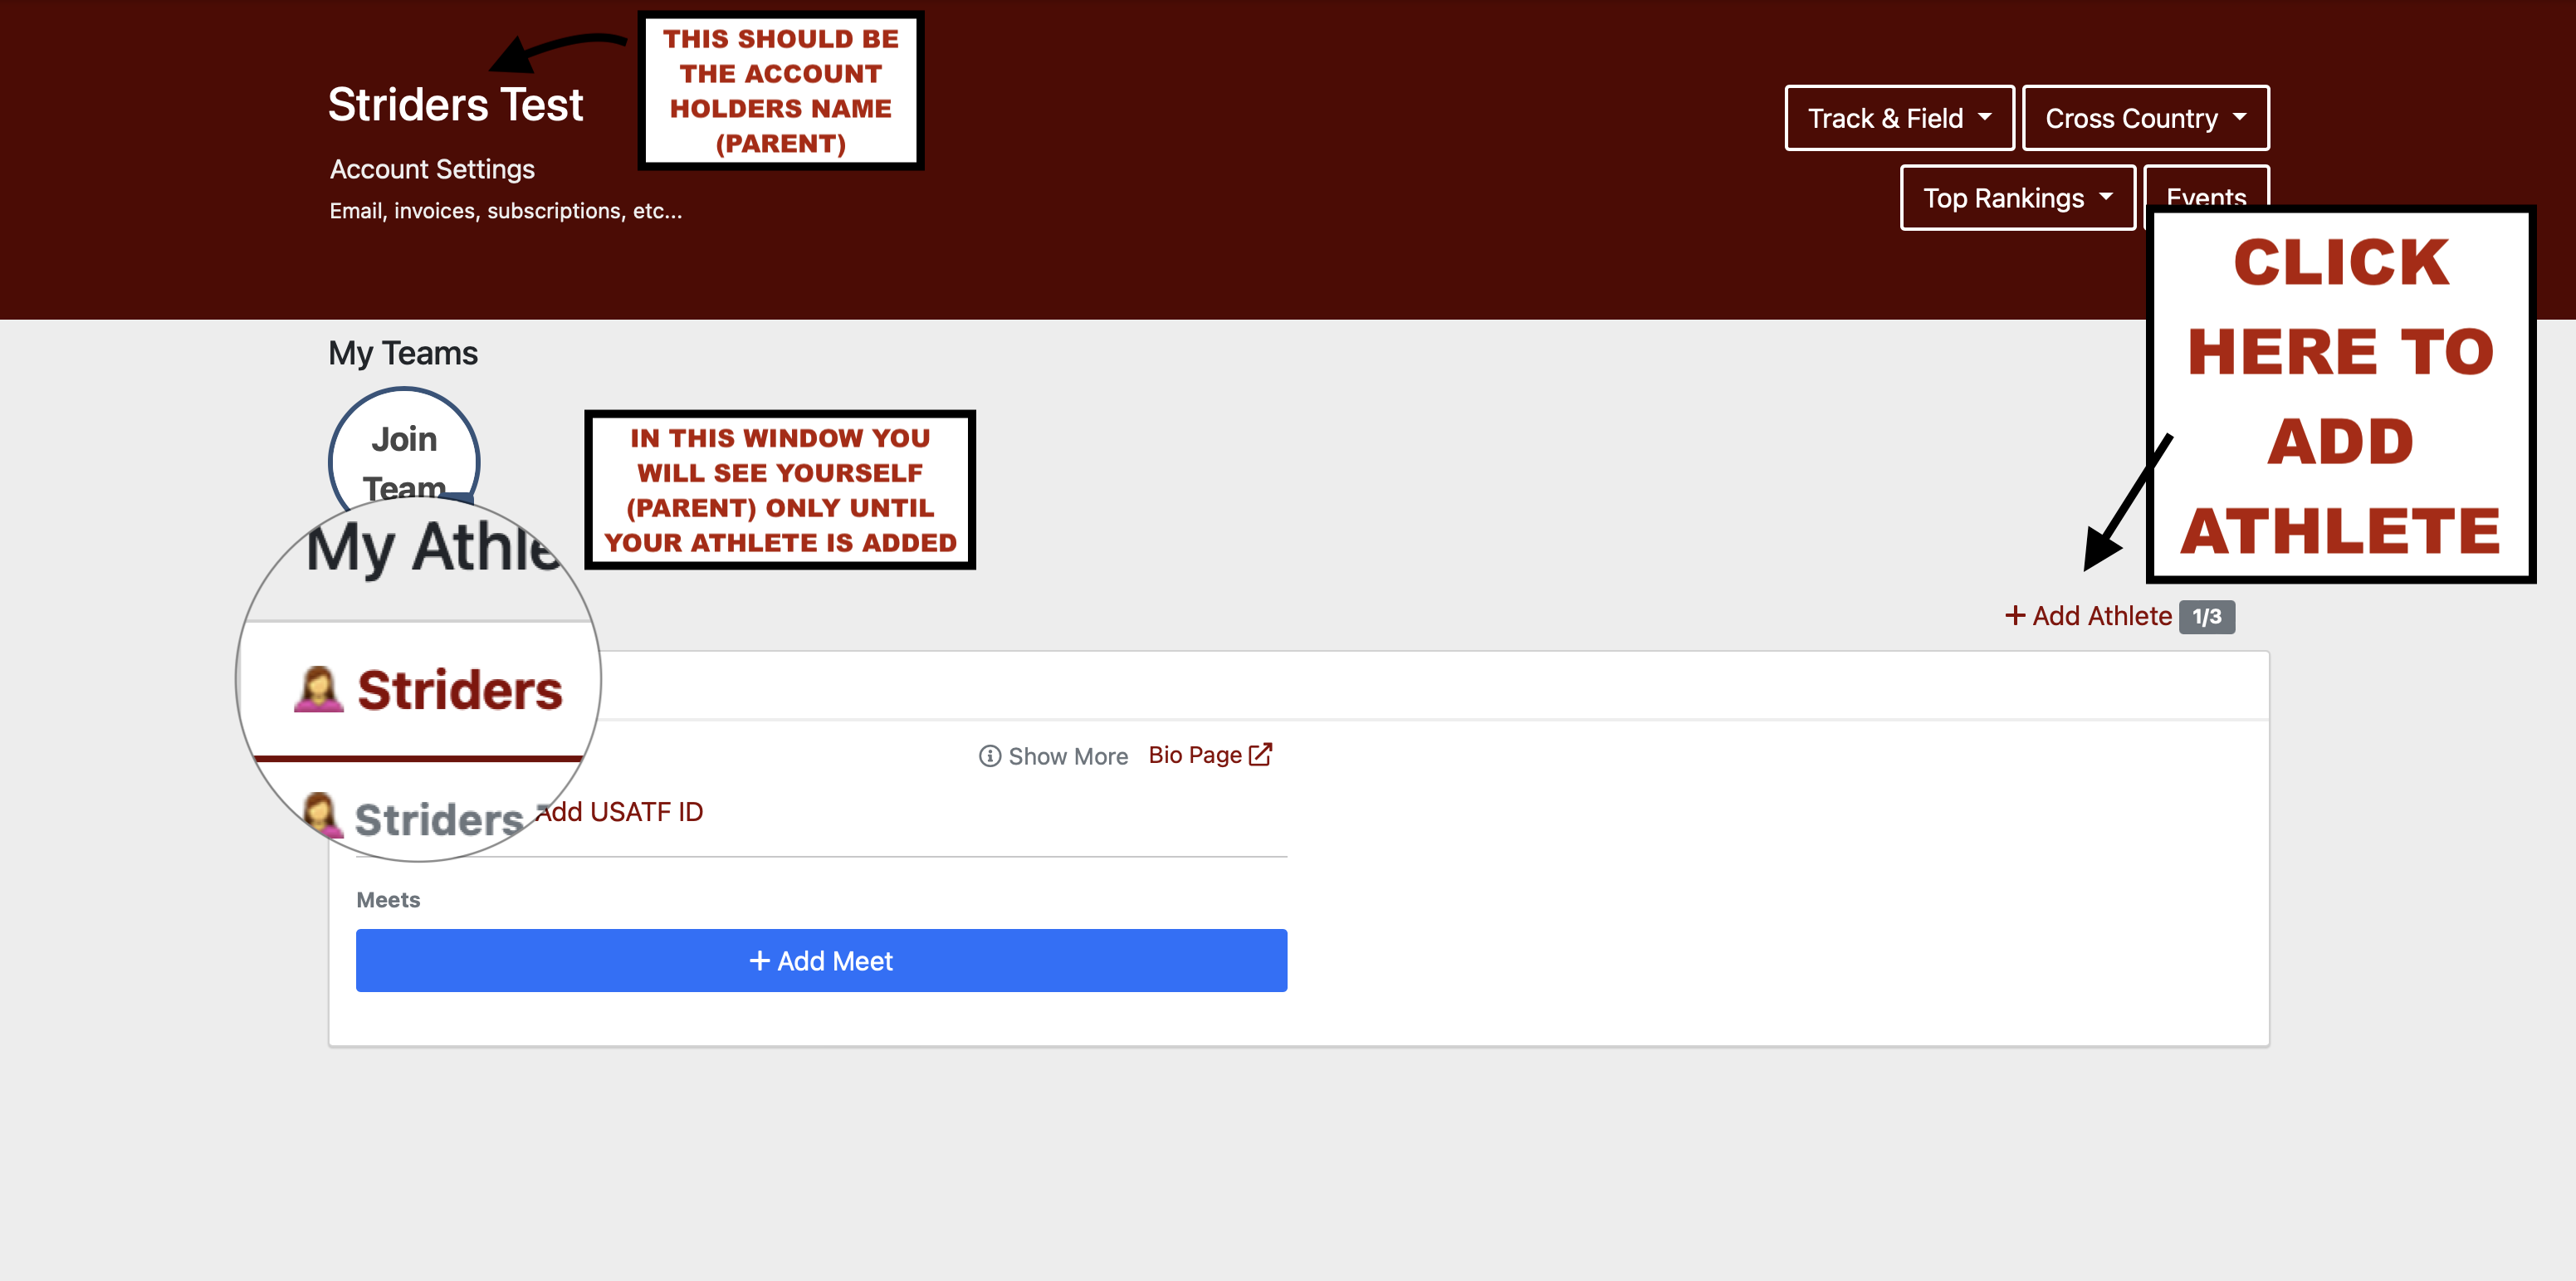 THIS SHOULD BE
THE ACCOUNT
HOLDERS NAME
(PARENT)
Striders Test
Account Settings
Email, invoices, subscriptions, etc...
Track & Field
Cross Country
Top Rankings
Events
CLICK
HERE TO
ADD
ATHLETE
My Teams
Join
Team
IN THIS WINDOW YOU
WILL SEE YOURSELF
(PARENT) ONLY UNTIL
YOUR ATHLETE IS ADDED
My Athle
+ Add Athlete 1/3
Striders
Show More Bio Page
Striders
Add USATF ID
Meets
+ Add Meet